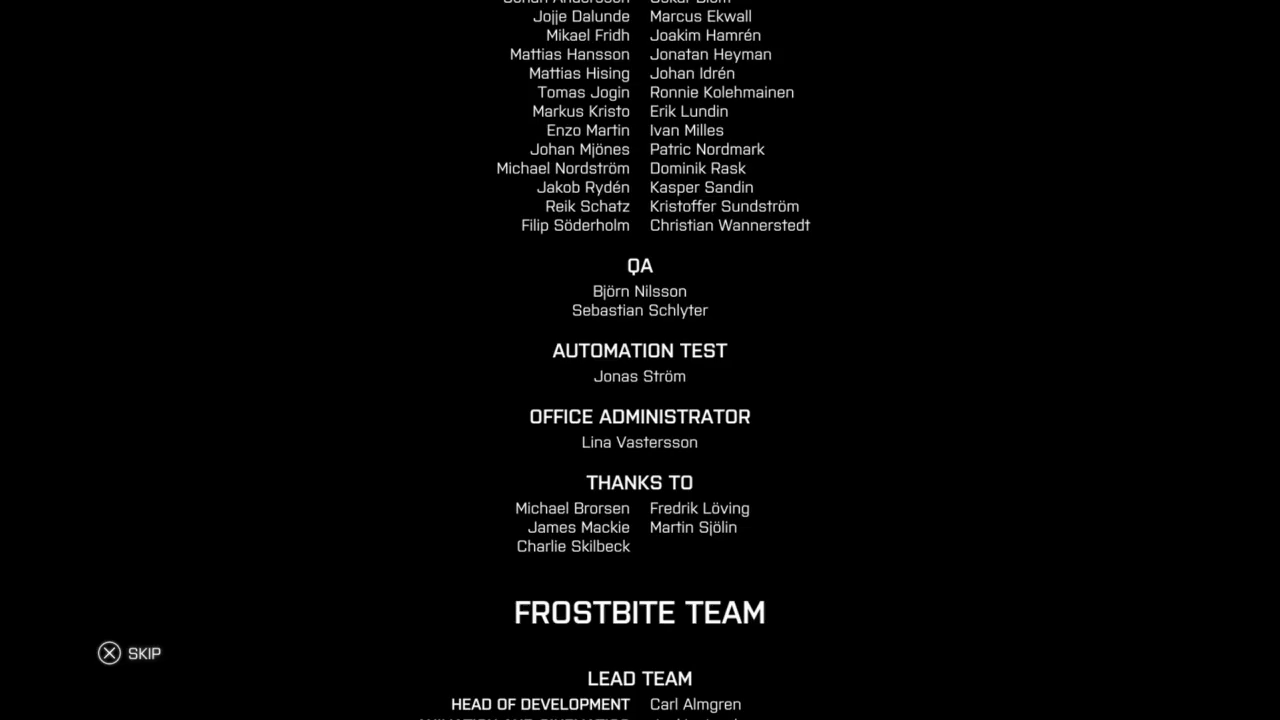 Jojje Dalunde Marcus Ekwall
Mikael Fridh Joakim Hamrén
Mattias Hansson Jonatan Heyman
Mattias Hising Johan Idrén
Tomas Jogin Ronnie Kolehmainen
Markus Kristo Erik Lundin
Enzo Martin Ivan Milles
Johan Mjönes Patric Nordmark
Michael Nordström Dominik Rask
Jakob Rydén Kasper Sandin
Reik Schatz Kristoffer Sundström
Filip Söderholm Christian Wannerstedt
QA
Björn Nilsson
Sebastian Schlyter
AUTOMATION TEST
Jonas Ström
OFFICE ADMINISTRATOR
Lina Vastersson
THANKS TO
Michael Brorsen Fredrik Löving
James Mackie Martin Sjölin
Charlie Skilbeck
FROSTBITE TEAM
SKIP
LEAD TEAM
HEAD OF DEVELOPMENT Carl Almgren